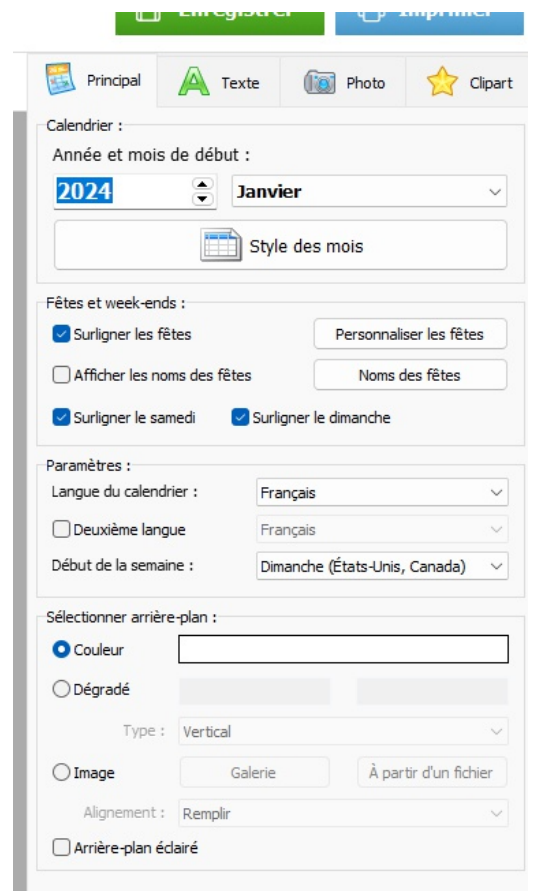 Enregistrer Imprimer
Principal Texte Photo Clipart
Calendrier :
Année et mois de début :
2024 Janvier
Style des mois
Fêtes et week-ends :
Surligner les fêtes Personnaliser les fêtes
Afficher les noms des fêtes Noms des fêtes
Surligner le samedi Surligner le dimanche
Paramètres :
Langue du calendrier : Français
Deuxième langue Français
Début de la semaine : Dimanche (États-Unis, Canada)
Sélectionner arrière-plan :
Couleur
Dégradé
Type : Vertical
Image Galerie À partir d'un fichier
Alignement : Remplir
Arrière-plan éclairé